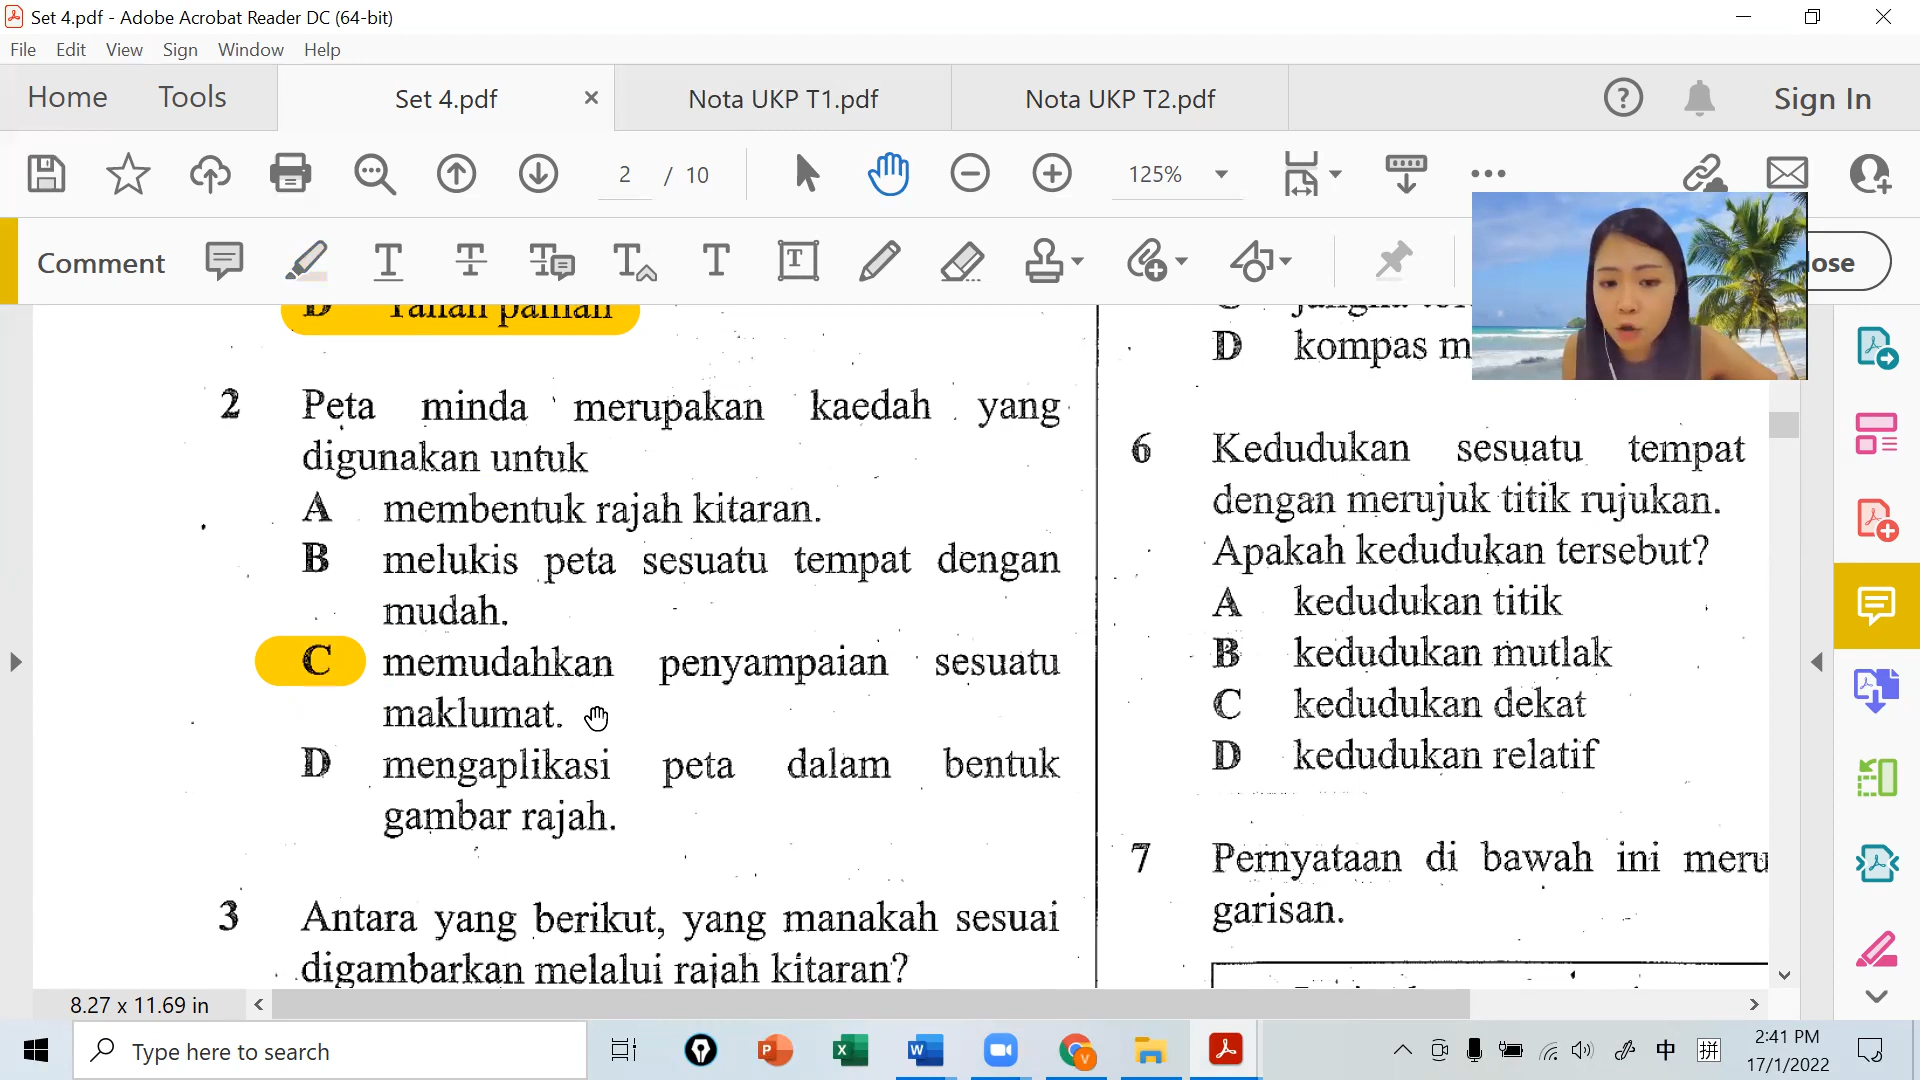 Set 4.pdf - Adobe Acrobat Reader DC (64-bit)
File Edit View Sign Window Help
Home Tools Set 4.pdf Nota UKP T1.pdf Nota UKP T2.pdf Sign In
2 / 10 125%
Comment
D
D kompas m
2 Peta minda merupakan kaedah yang
digunakan untuk
A membentuk rajah kitaran.
B melukis peta sesuatu tempat dengan
mudah.
C memudahkan penyampaian sesuatu
maklumat.
D mengaplikasi peta dalam bentuk
gambar rajah.
3 Antara yang berikut, yang manakah sesuai
digambarkan melalui rajah kitaran?
6 Kedudukan sesuatu tempat
dengan merujuk titik rujukan.
Apakah kedudukan tersebut?
A kedudukan titik
B kedudukan mutlak
C kedudukan dekat
D kedudukan relatif
7 Pernyataan di bawah ini meru
garisan.
8.27 x 11.69 in
Type here to search
中 拼
2:41 PM
17/1/2022